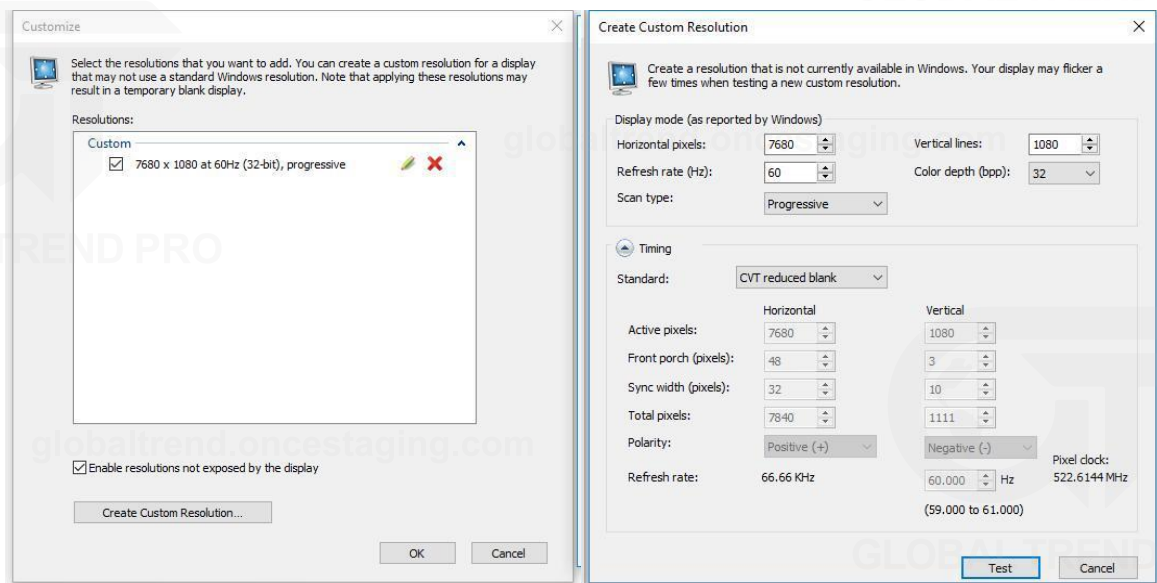 Customize
Select the resolutions that you want to add. You can create a custom resolution for a display
that may not use a standard Windows resolution. Note that applying these resolutions may
result in a temporary blank display.
Resolutions:
Custom
7680 x 1080 at 60Hz (32-bit), progressive
TREND PRO
globaltrend.oncestaging.com
Enable resolutions not exposed by the display
Create Custom Resolution...
OK Cancel
Create Custom Resolution
Create a resolution that is not currently available in Windows. Your display may flicker a
few times when testing a new custom resolution.
Display mode (as reported by Windows)
globaltrend.oncestaging.com
Horizontal pixels: 7680 Vertical lines: 1080
Refresh rate (Hz): 60 Color depth (bpp): 32
Scan type: Progressive
Timing
Standard: CVT reduced blank
Horizontal Vertical
Active pixels: 7680 1080
Front porch (pixels): 48 3
Sync width (pixels): 32 10
Total pixels: 7840 1111
Polarity: Positive (+) Negative (-)
Pixel clock:
Refresh rate: 66.66 KHz 60.000 Hz 522.6144 MHz
(59.000 to 61.000)
GLOBAL TREND
Test Cancel